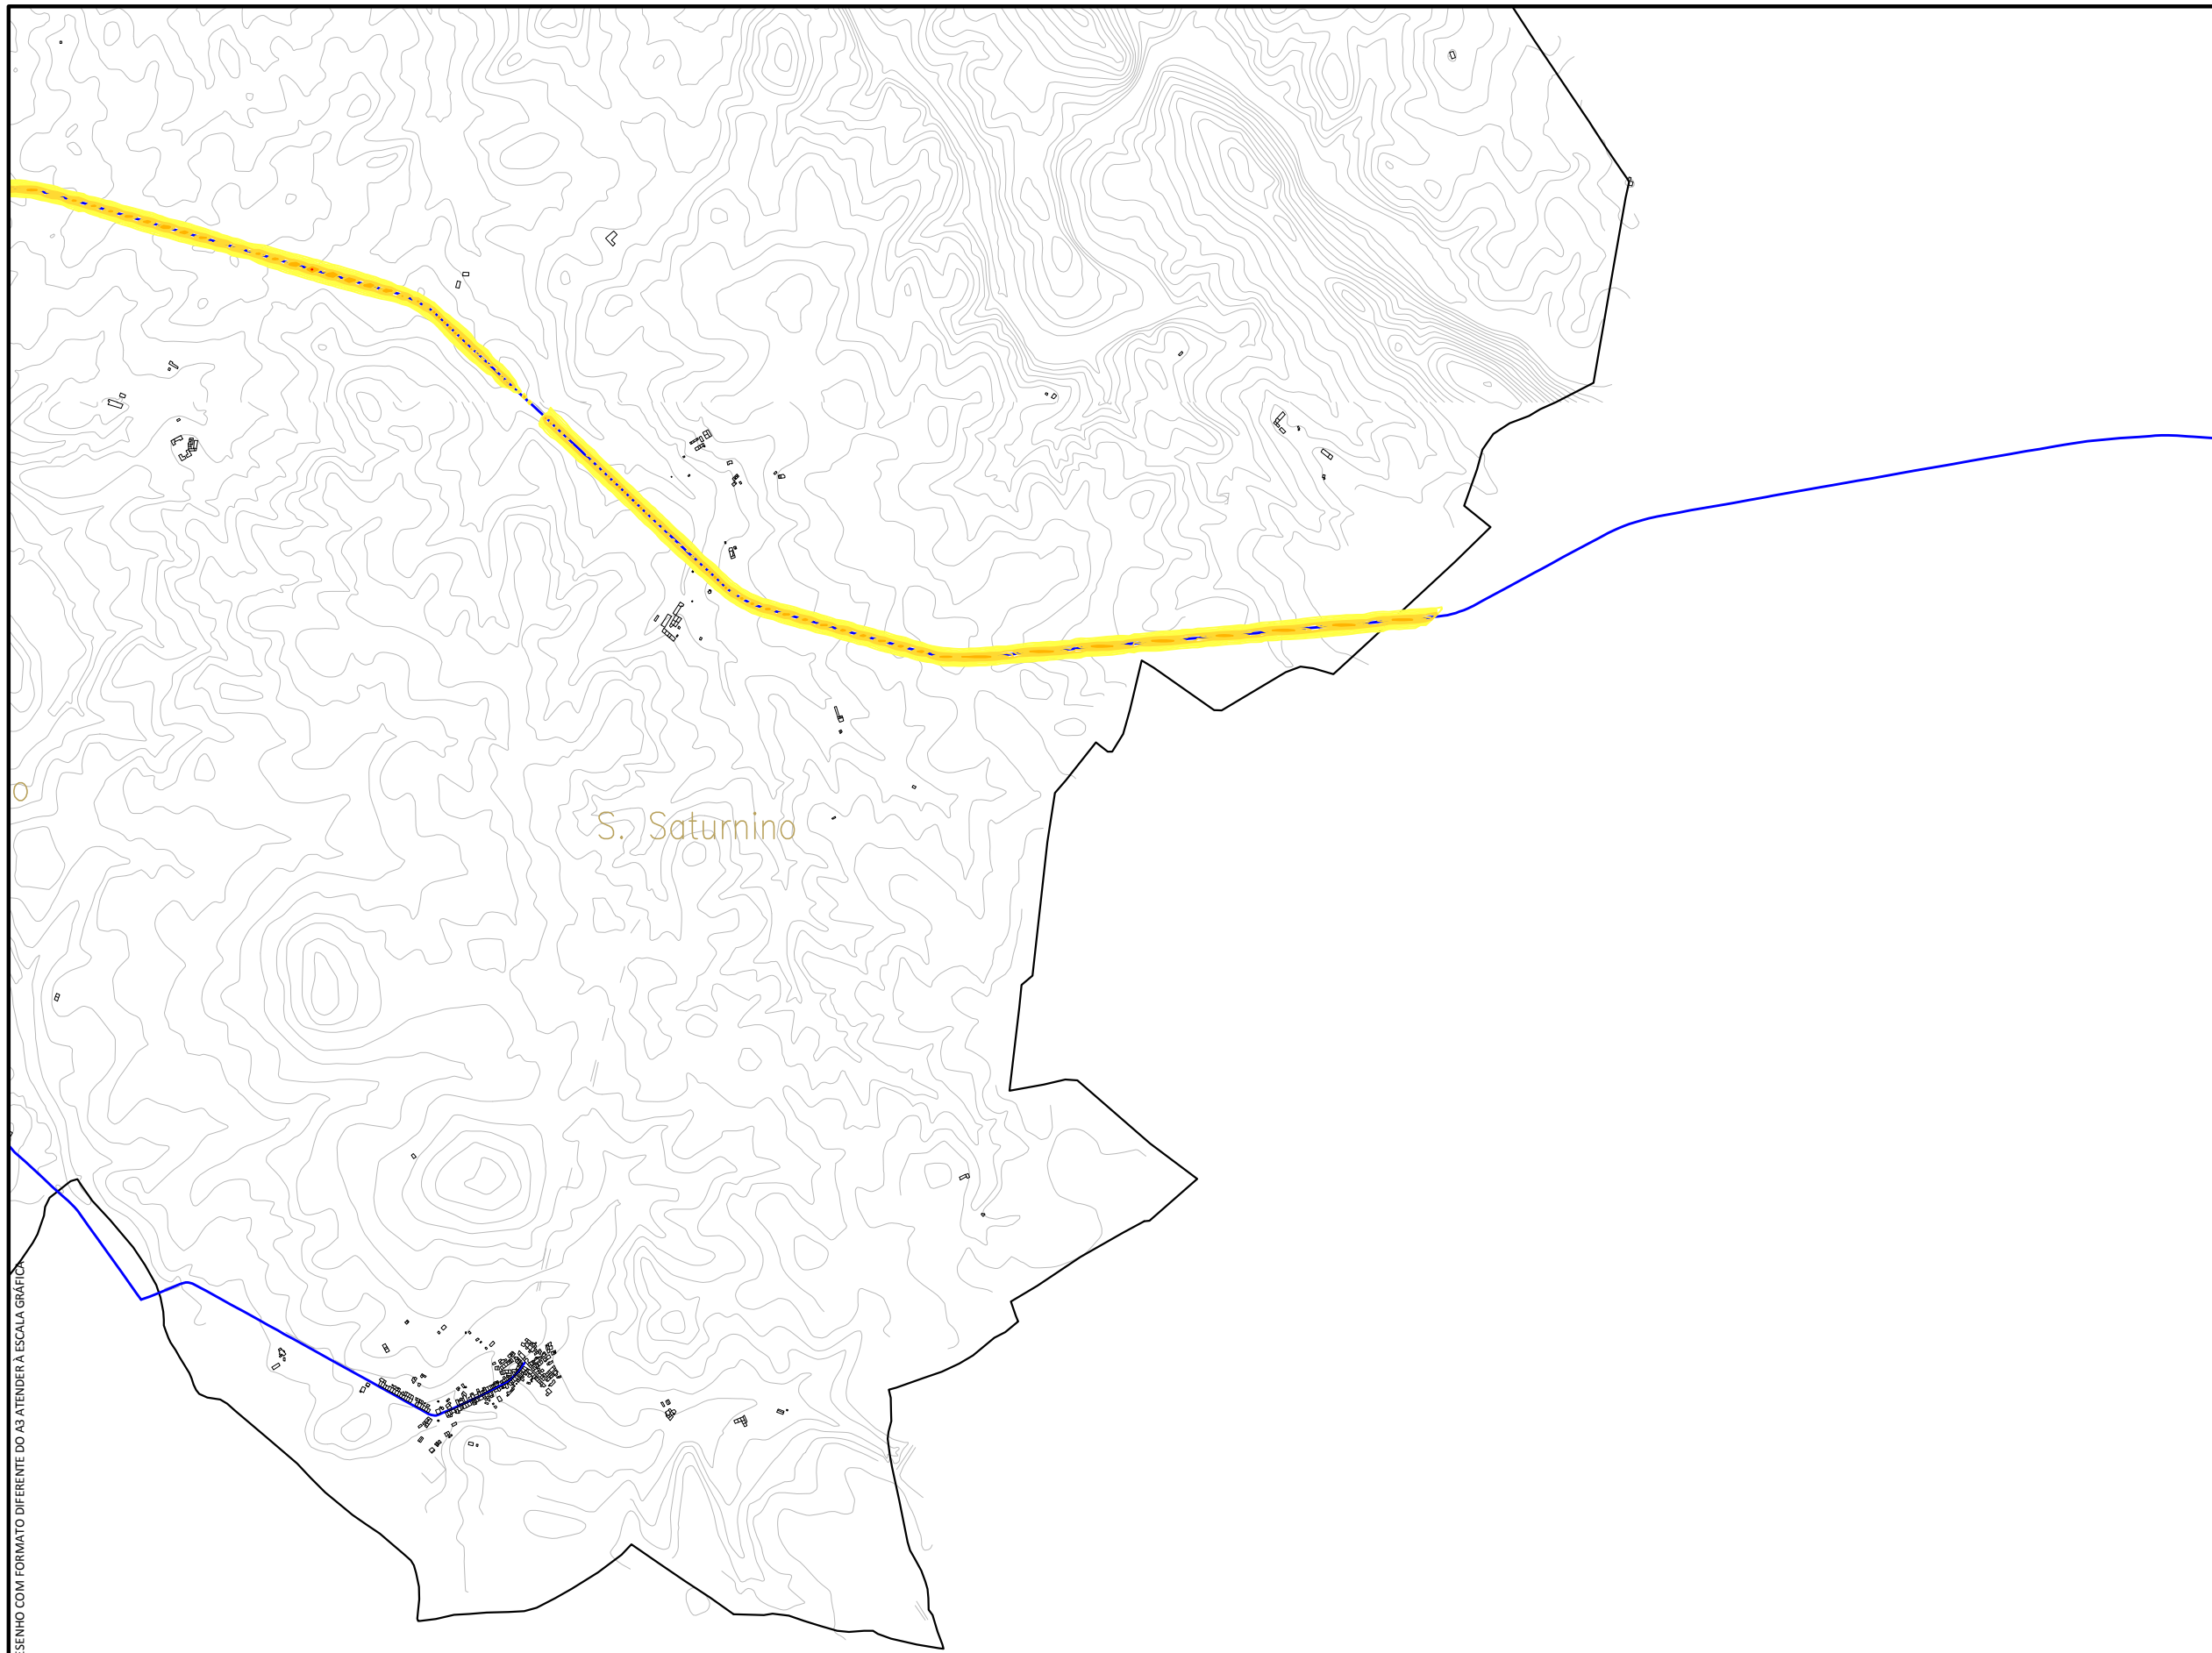 o
S. Saturnino
ESENHO COM FORMATO DIFERENTE DO A3 ATENDER À ESCALA GRÁFICA